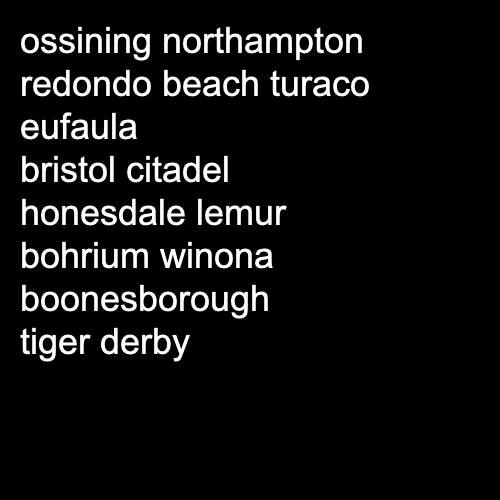 ossining northampton
redondo beach turaco
eufaula
bristol citadel
honesdale lemur
bohrium winona
boonesborough
tiger derby